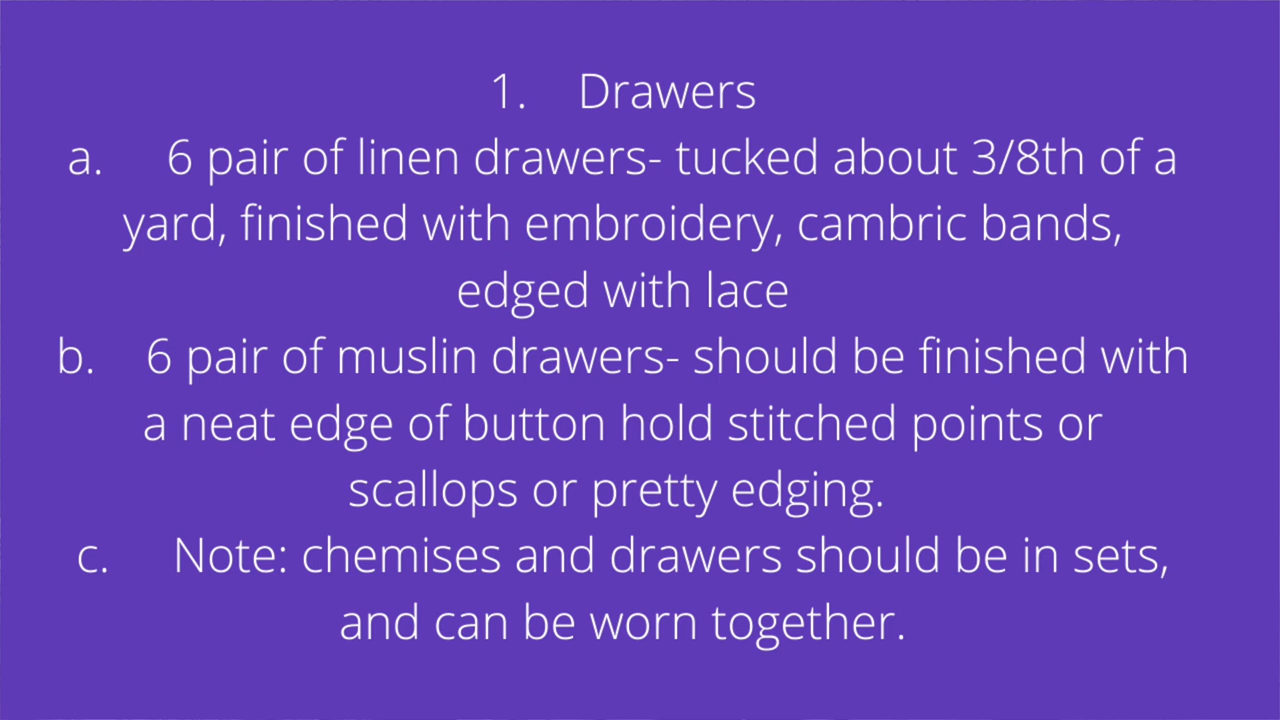 1. Drawers
a. 6 pair of linen drawers- tucked about 3/8th of a
yard, finished with embroidery, cambric bands,
edged with lace
b. 6 pair of muslin drawers- should be finished with
a neat edge of button hold stitched points or
scallops or pretty edging.
c. Note: chemises and drawers should be in sets,
and can be worn together.